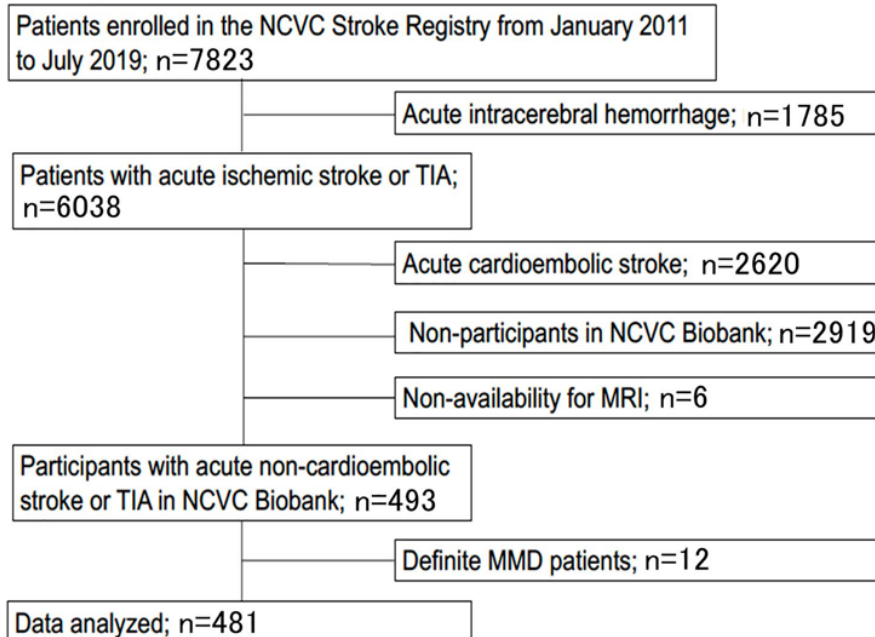 Patients enrolled in the NCVC Stroke Registry from January 2011
to July 2019; n=7823
Acute intracerebral hemorrhage; n=1785
Patients with acute ischemic stroke or TIA;
n=6038
Acute cardioembolic stroke; n=2620
Non-participants in NCVC Biobank; n=2919
Non-availability for MRI; n=6
Participants with acute non-cardioembolic
stroke or TIA in NCVC Biobank; n=493
Definite MMD patients; n=12
Data analyzed; n=481